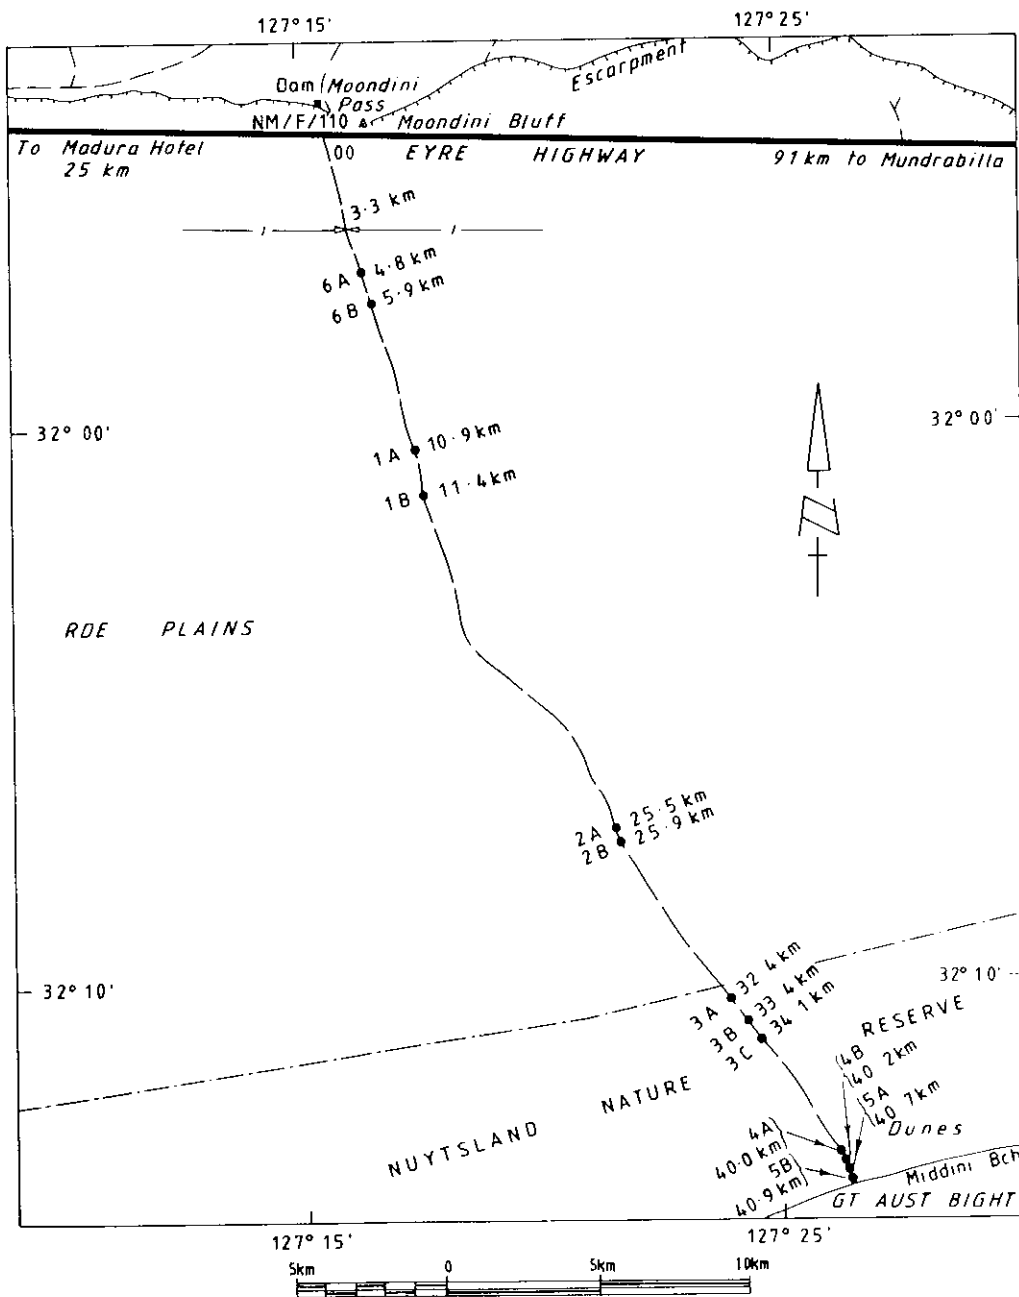 127° 15'
127° 25'
Escarpment
Dam
Moondini
Pass
NM/F/110
Moondini Bluff
To Madura Hotel
25 km
00
EYRE HIGHWAY
91 km to Mundrabilla
3·3 km
6A
4·8 km
6B
5·9 km
32° 00'
32° 00'
1A
10·9 km
1B
11·4 km
N
RDE PLAINS
2A
25·5 km
2B
25·9 km
32° 10'
32° 10'
3A
32 4 km
3B
33 4 km
3C
34 1 km
NUYTSLAND NATURE RESERVE
4B
40 2km
5A
40 7km
4A
40·0 km
5B
40·9 km
Dunes
Middini Bch
GT AUST BIGHT
127° 15'
127° 25'
5km
0
5km
10km